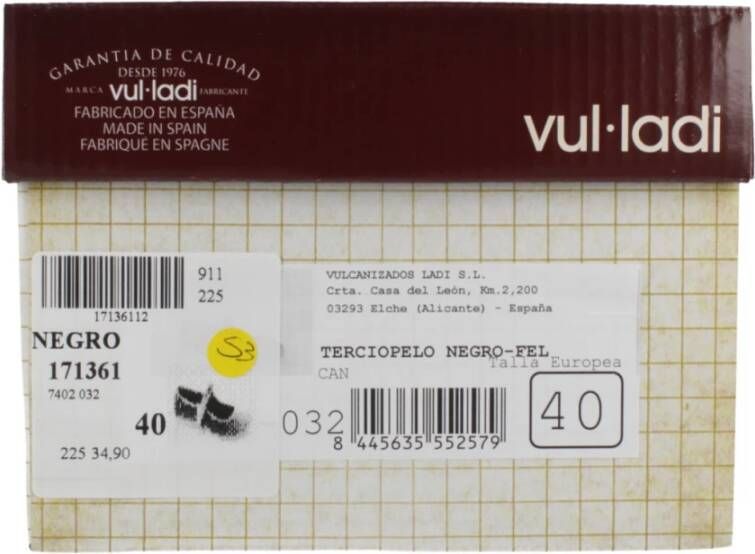 GARANTIA DE CALIDAD
DESDE 1976
MARCA vul·ladi FABRICANTE
FABRICADO EN ESPAÑA
MADE IN SPAIN
FABRIQUÉ EN SPAGNE
vul·ladi
911
225
17136112
NEGRO
171361
7402 032
40
225 34,90
S3
VULCANIZADOS LADI S.L.
Crta. Casa del León, Km.2,200
03293 Elche (Alicante) - España
TERCIOPELO NEGRO-FEL
CAN
Talla Europea
032
8 445635 552579
40